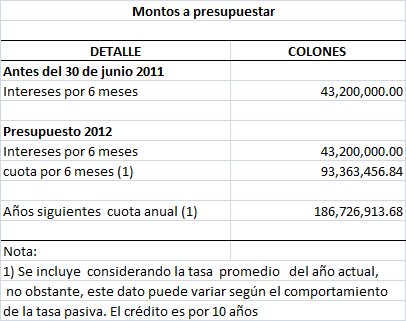 Montos a presupuestar
DETALLE COLONES
Antes del 30 de junio 2011
Intereses por 6 meses 43,200,000.00
Presupuesto 2012
Intereses por 6 meses 43,200,000.00
cuota por 6 meses (1) 93,363,456.84
Años siguientes cuota anual (1) 186,726,913.68
Nota:
1) Se incluye considerando la tasa promedio del año actual,
no obstante, este dato puede variar según el comportamiento
de la tasa pasiva. El crédito es por 10 años